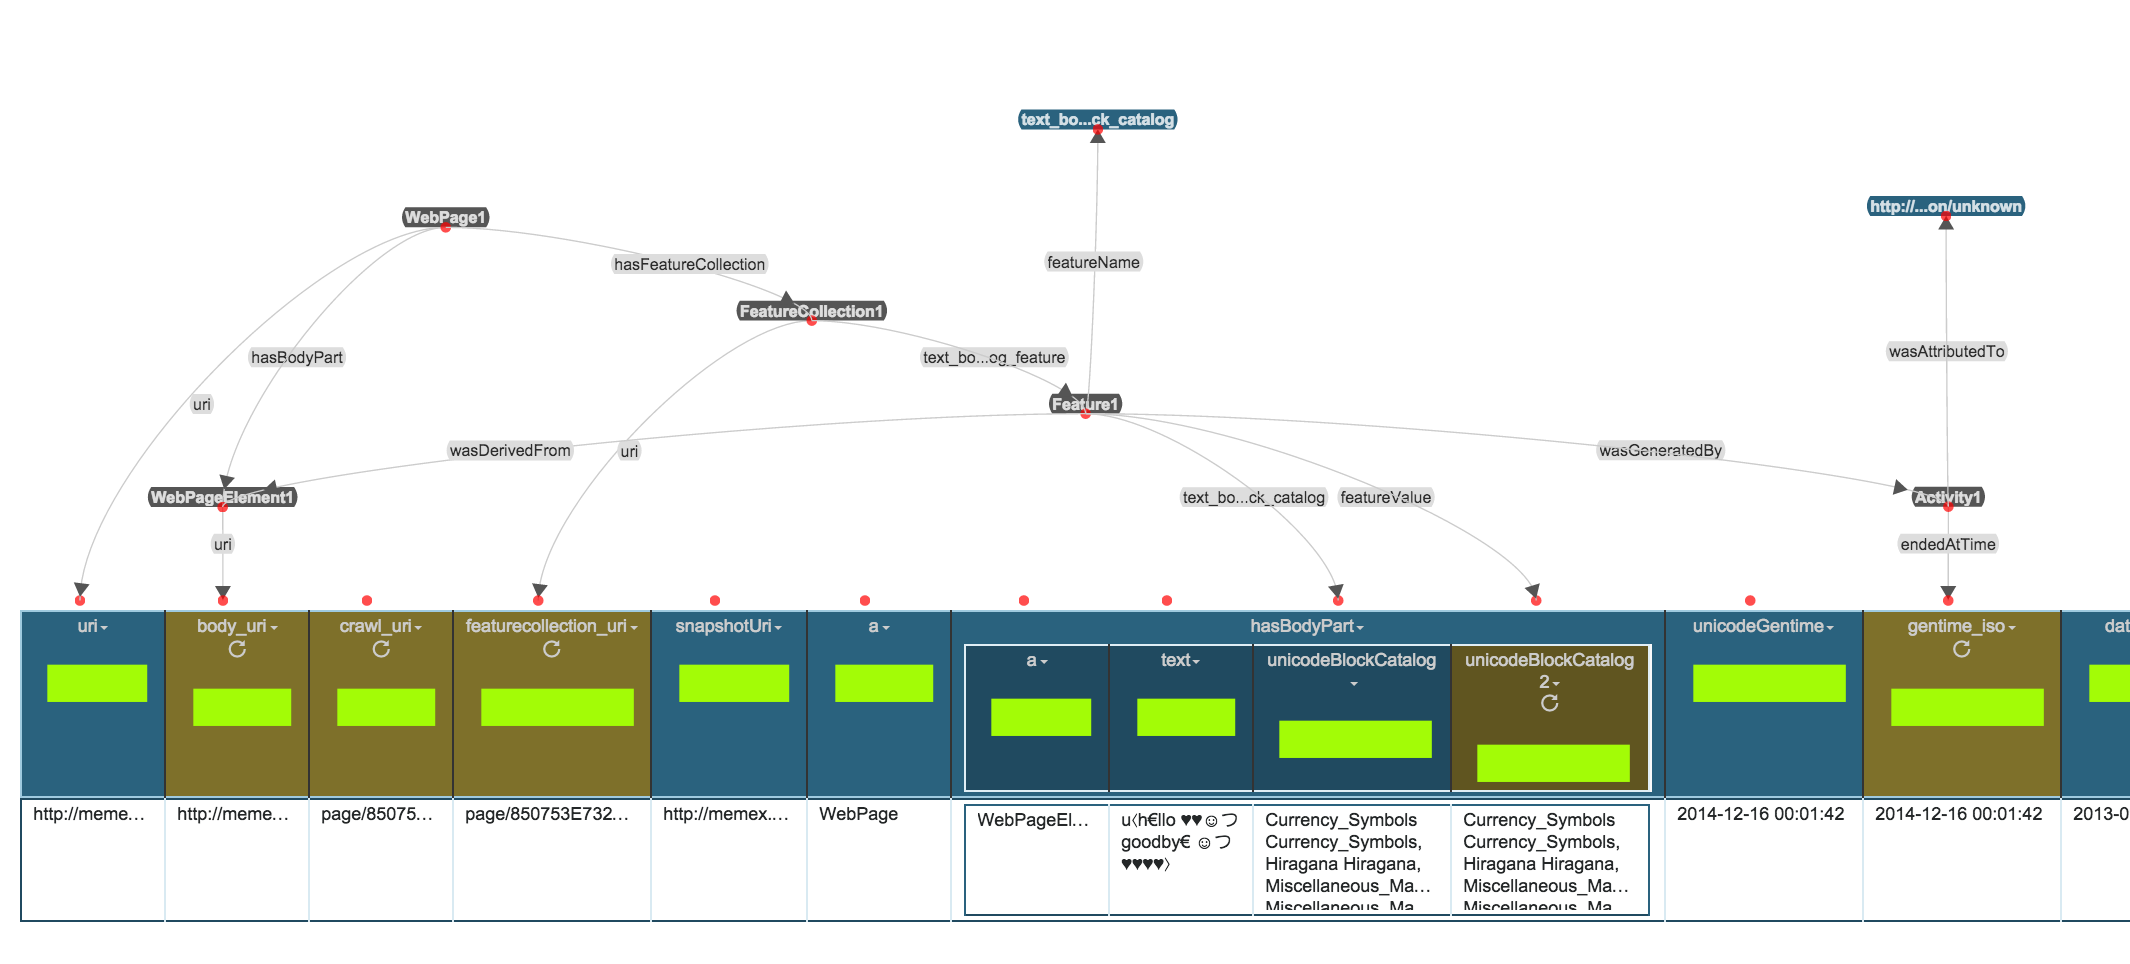 text_bo...ck_catalog
http://...on/unknown
WebPage1
featureName
hasFeatureCollection
FeatureCollection1
wasAttributedTo
hasBodyPart
text_bo...og_feature
uri
Feature1
wasDerivedFrom
uri
wasGeneratedBy
WebPageElement1
text_bo...ck_catalog
featureValue
Activity1
uri
endedAtTime
uri
body_uri
crawl_uri
featurecollection_uri
snapshotUri
a
hasBodyPart
unicodeGentime
gentime_iso
dat
a
text
unicodeBlockCatalog
unicodeBlockCatalog
2
http://meme...
http://meme...
page/85075...
page/850753E732...
http://memex....
WebPage
WebPageEl...
u〈h€llo ♥♥☺つ
goodby€ ☺つ
♥♥♥♥〉
Currency_Symbols
Currency_Symbols,
Hiragana Hiragana,
Miscellaneous_Ma...
Miscellaneous_Ma
Currency_Symbols
Currency_Symbols,
Hiragana Hiragana,
Miscellaneous_Ma...
Miscellaneous_Ma
2014-12-16 00:01:42
2014-12-16 00:01:42
2013-0